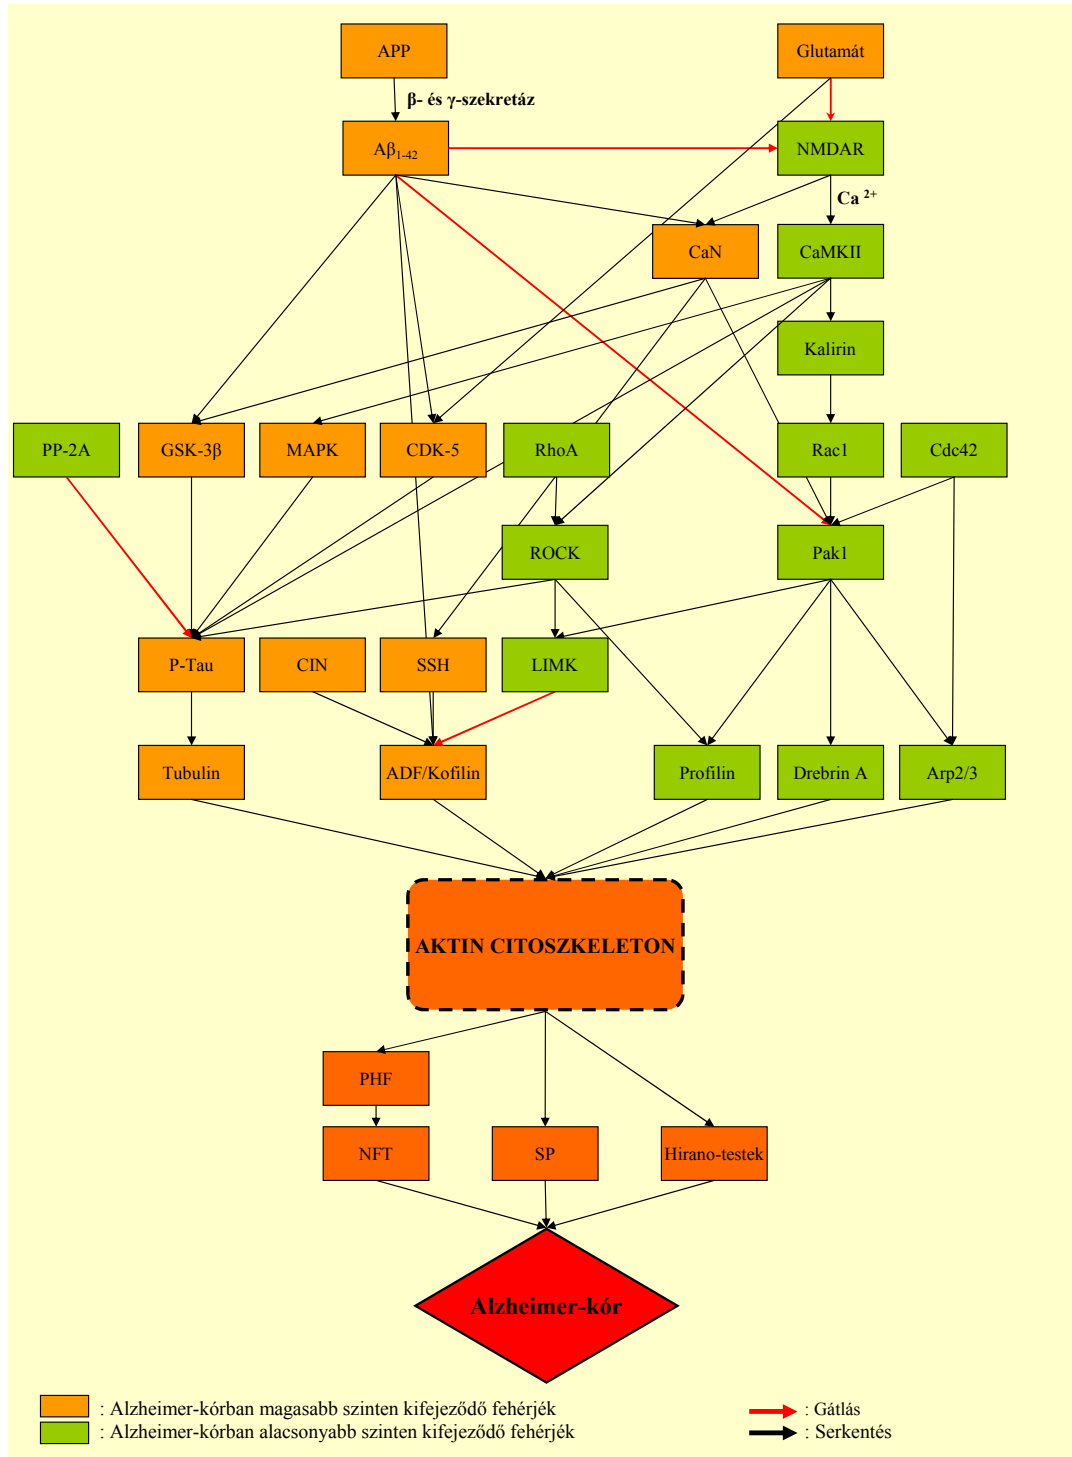 APP
Glutamát
β- és γ-szekretáz
Aβ1-42
NMDAR
Ca 2+
CaN
CaMKII
Kalirin
PP-2A
GSK-3β
MAPK
CDK-5
RhoA
Rac1
Cdc42
ROCK
Pak1
P-Tau
CIN
SSH
LIMK
Tubulin
ADF/Kofilin
Profilin
Drebrin A
Arp2/3
AKTIN CITOSZKELETON
PHF
NFT
SP
Hirano-testek
Alzheimer-kór
: Alzheimer-kórban magasabb szinten kifejeződő fehérjék
: Gátlás
: Alzheimer-kórban alacsonyabb szinten kifejeződő fehérjék
: Serkentés